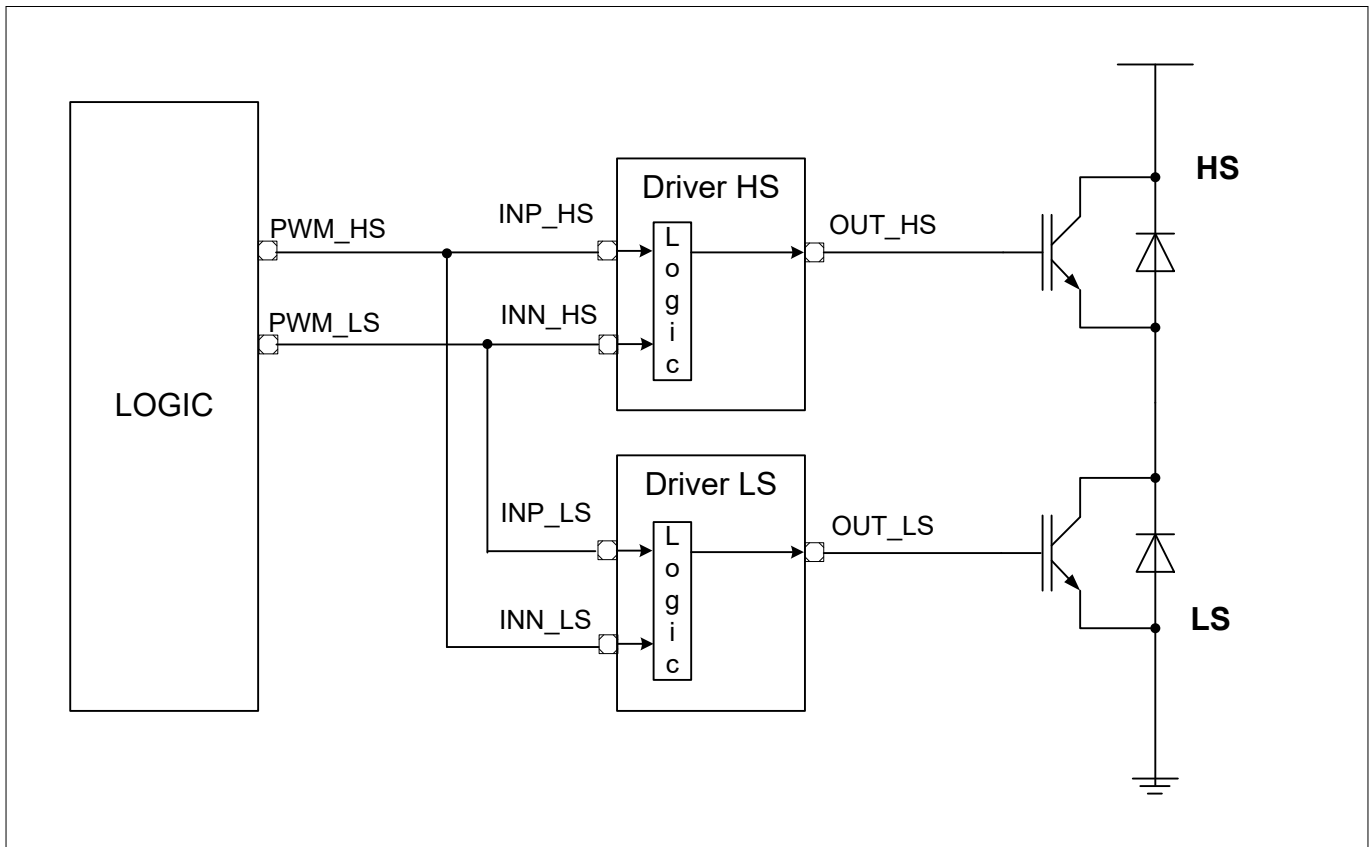 LOGIC
PWM_HS
PWM_LS
INP_HS
INN_HS
Driver HS
L
o
g
i
c
OUT_HS
HS
INP_LS
INN_LS
Driver LS
L
o
g
i
c
OUT_LS
LS